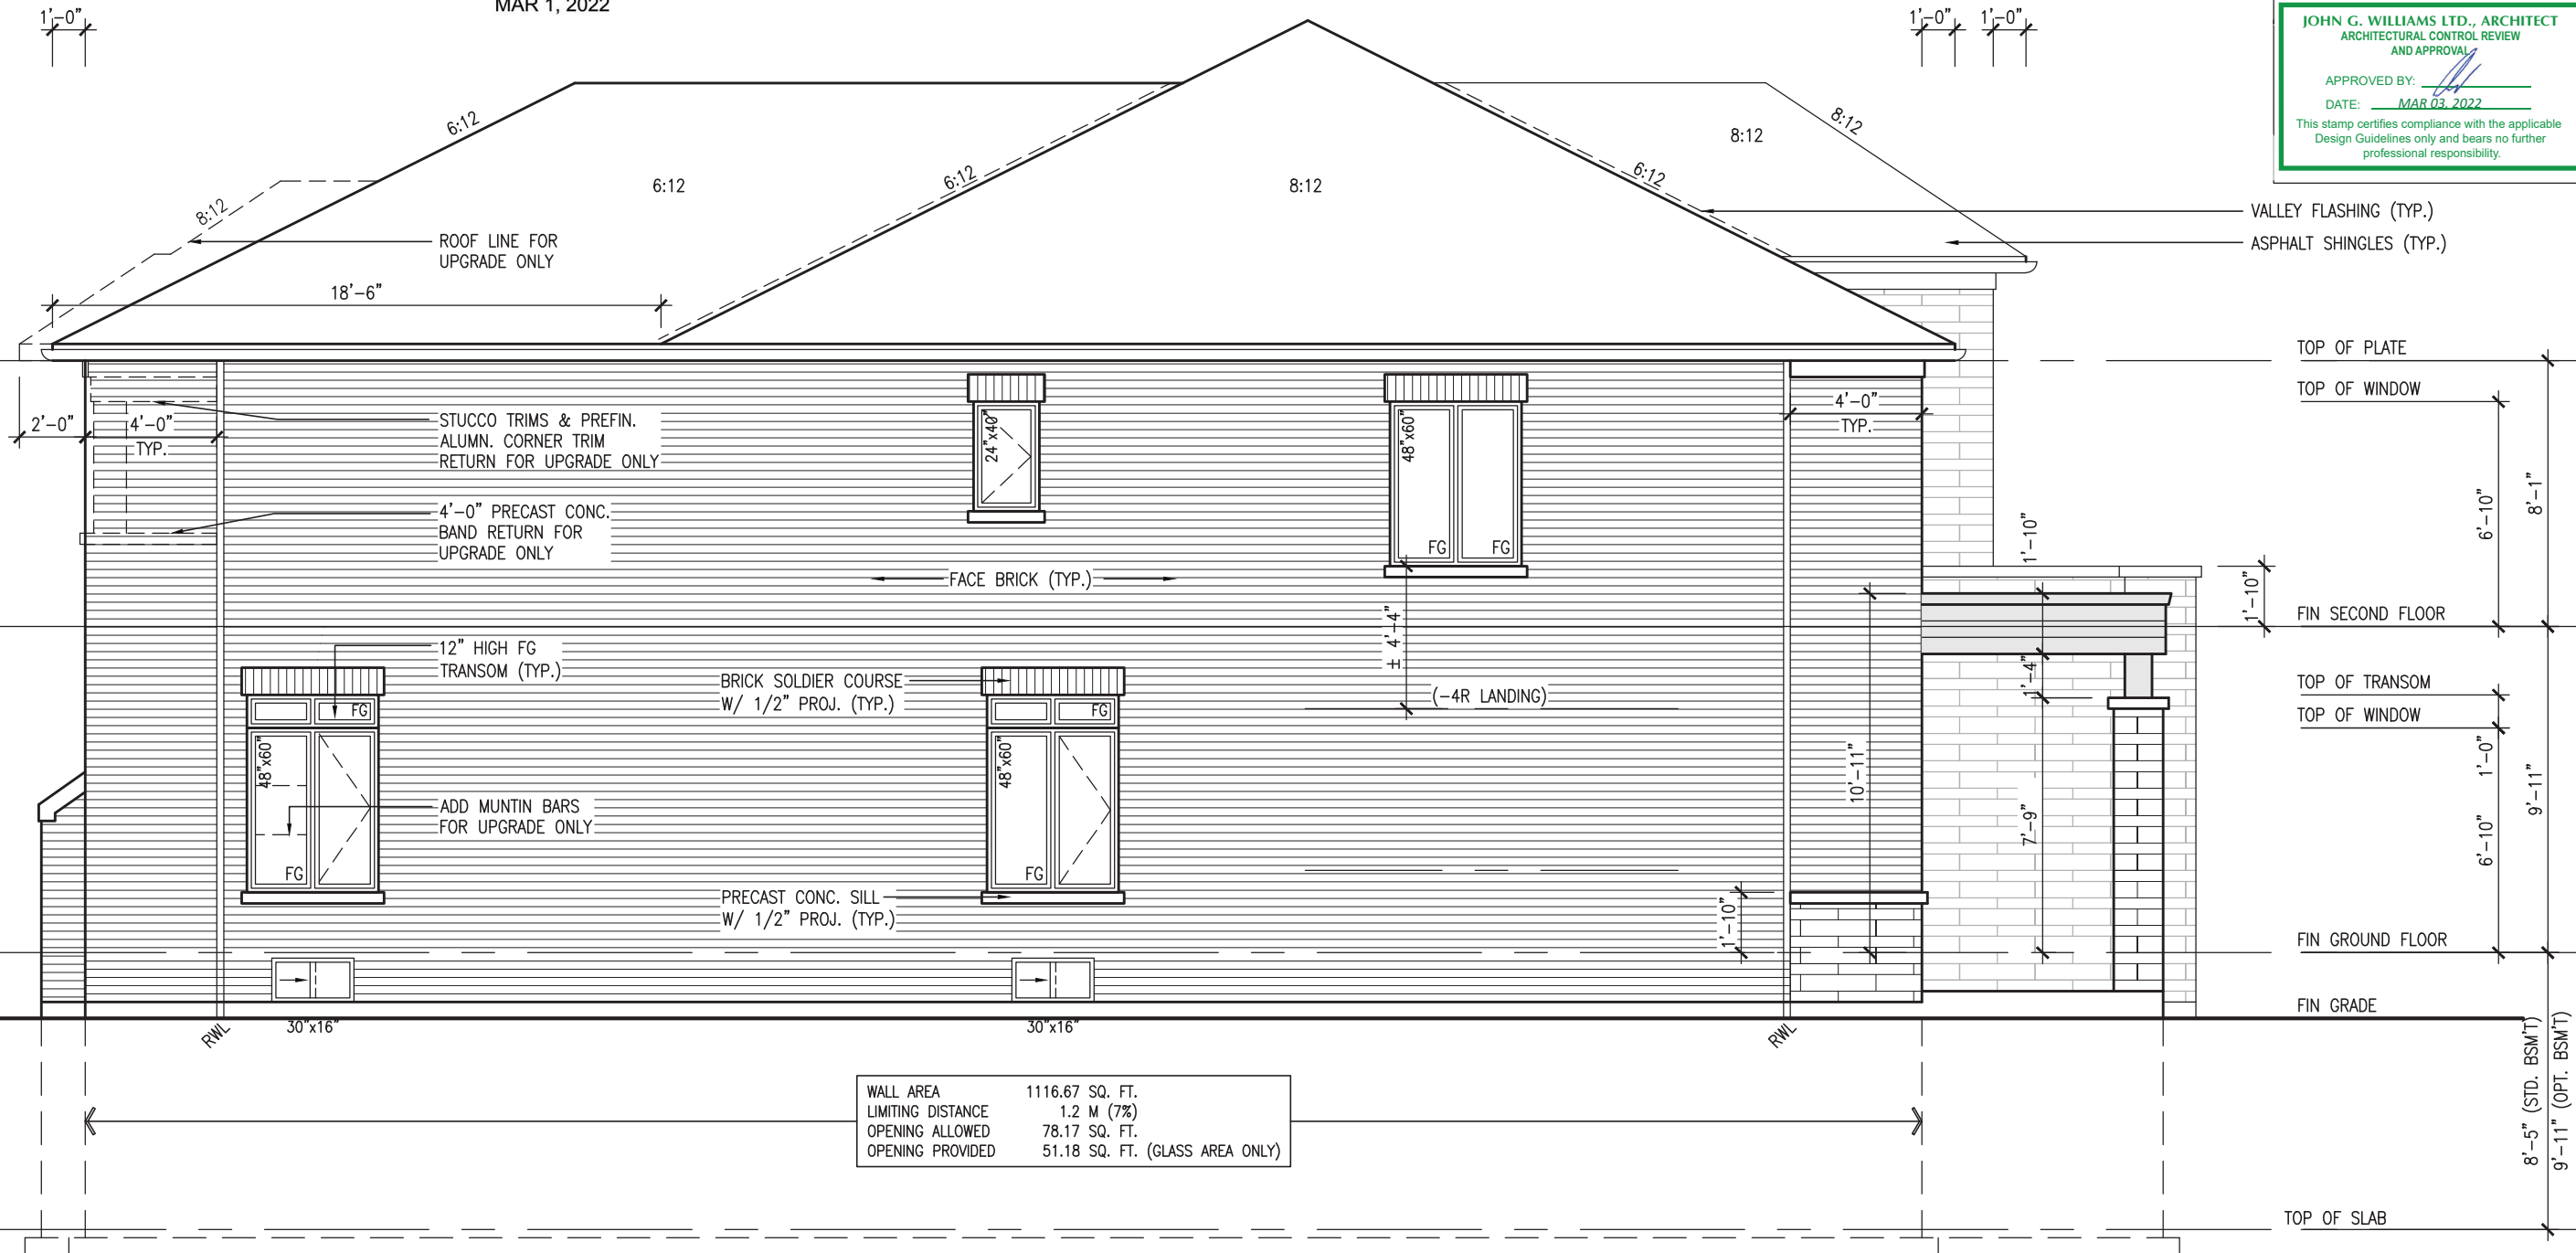 MAR 1, 2022
1'-0"
1'-0" 1'-0"
JOHN G. WILLIAMS LTD., ARCHITECT
ARCHITECTURAL CONTROL REVIEW
AND APPROVAL
APPROVED BY:
DATE: MAR 03, 2022
This stamp certifies compliance with the applicable
Design Guidelines only and bears no further
professional responsibility.
6:12
8:12
6:12
6:12
8:12
6:12
8:12
8:12
VALLEY FLASHING (TYP.)
ASPHALT SHINGLES (TYP.)
ROOF LINE FOR
UPGRADE ONLY
18'-6"
TOP OF PLATE
TOP OF WINDOW
2'-0"
4'-0"
TYP.
STUCCO TRIMS & PREFIN.
ALUMN. CORNER TRIM
RETURN FOR UPGRADE ONLY
24"x40"
48"x60"
FG FG
4'-0"
TYP.
4'-0" PRECAST CONC.
BAND RETURN FOR
UPGRADE ONLY
FACE BRICK (TYP.)
1'-10"
6'-10"
8'-1"
1'-10"
FIN SECOND FLOOR
± 4'-4"
12" HIGH FG
TRANSOM (TYP.)
BRICK SOLDIER COURSE
W/ 1/2" PROJ. (TYP.)
(-4R LANDING)
1'-4"
TOP OF TRANSOM
TOP OF WINDOW
FG
FG
48"x60"
48"x60"
10'-11"
7'-9"
1'-0"
6'-10"
9'-11"
ADD MUNTIN BARS
FOR UPGRADE ONLY
FG
FG
PRECAST CONC. SILL
W/ 1/2" PROJ. (TYP.)
1'-10"
FIN GROUND FLOOR
FIN GRADE
RWL
30"x16"
30"x16"
RWL
WALL AREA 1116.67 SQ. FT.
LIMITING DISTANCE 1.2 M (7%)
OPENING ALLOWED 78.17 SQ. FT.
OPENING PROVIDED 51.18 SQ. FT. (GLASS AREA ONLY)
8'-5" (STD. BSM'T)
9'-11" (OPT. BSM'T)
TOP OF SLAB